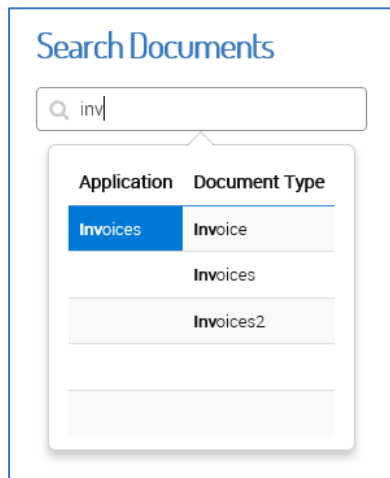 Search Documents
inv
Application Document Type
Invoices Invoice
Invoices
Invoices2